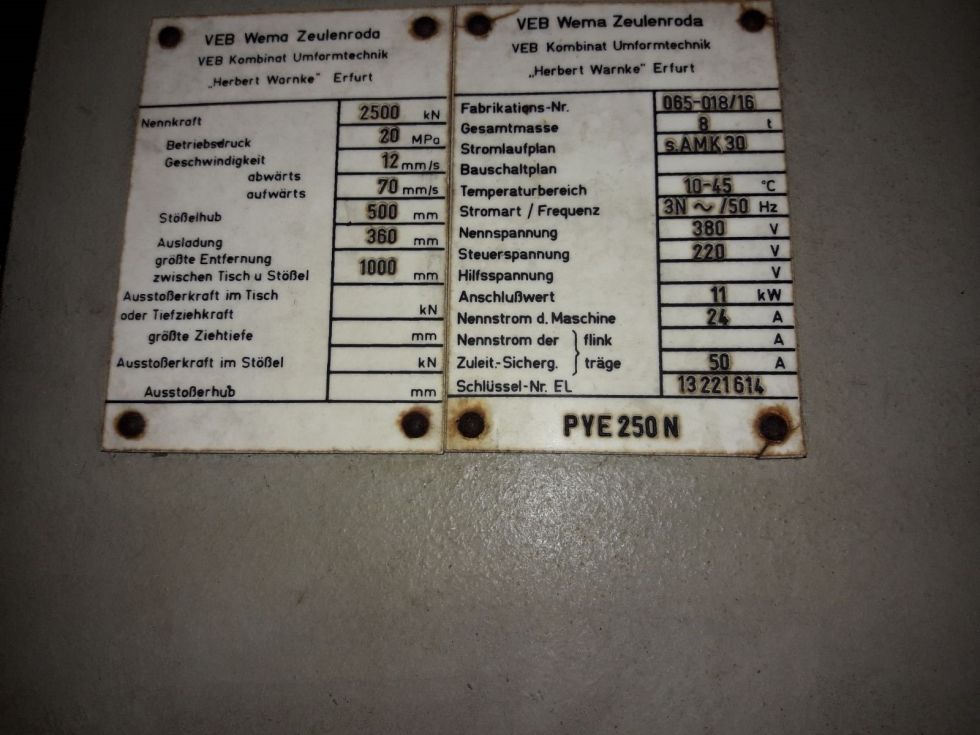 VEB Wema Zeulenroda
VEB Kombinat Umformtechnik
„Herbert Warnke" Erfurt
Nennkraft 2500 kN
Betriebsdruck 20 MPa
Geschwindigkeit
abwärts 12 mm/s
aufwärts 70 mm/s
Stößelhub 500 mm
Ausladung 360 mm
größte Entfernung
zwischen Tisch u Stößel 1000 mm
Ausstoßerkraft im Tisch
oder Tiefziehkraft kN
größte Ziehtiefe mm
Ausstoßerkraft im Stößel kN
Ausstoßerhub mm
VEB Wema Zeulenroda
VEB Kombinat Umformtechnik
„Herbert Warnke" Erfurt
Fabrikations-Nr. 065-018/16
Gesamtmasse 8 t
Stromlaufplan s.AMK 30
Bauschaltplan
Temperaturbereich 10-45 °C
Stromart / Frequenz 3N ~ /50 Hz
Nennspannung 380 V
Steuerspannung 220 V
Hilfsspannung V
Anschlußwert 11 kW
Nennstrom d. Maschine 24 A
Nennstrom der } flink A
Zuleit.-Sicherg. } träge 50 A
Schlüssel-Nr. EL 13 221 614
PYE 250 N